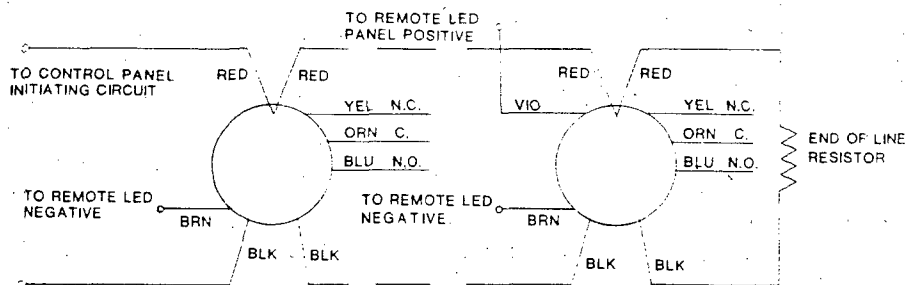 TO REMOTE LED
PANEL POSITIVE
TO CONTROL PANEL
INITIATING CIRCUIT
RED
RED
RED
RED
YEL N.C.
ORN C.
BLU N.O.
VIO
YEL N.C.
ORN C.
BLU N.O.
END OF LINE
RESISTOR
TO REMOTE LED
NEGATIVE
BRN
TO REMOTE LED
NEGATIVE
BRN
BLK
BLK
BLK
BLK